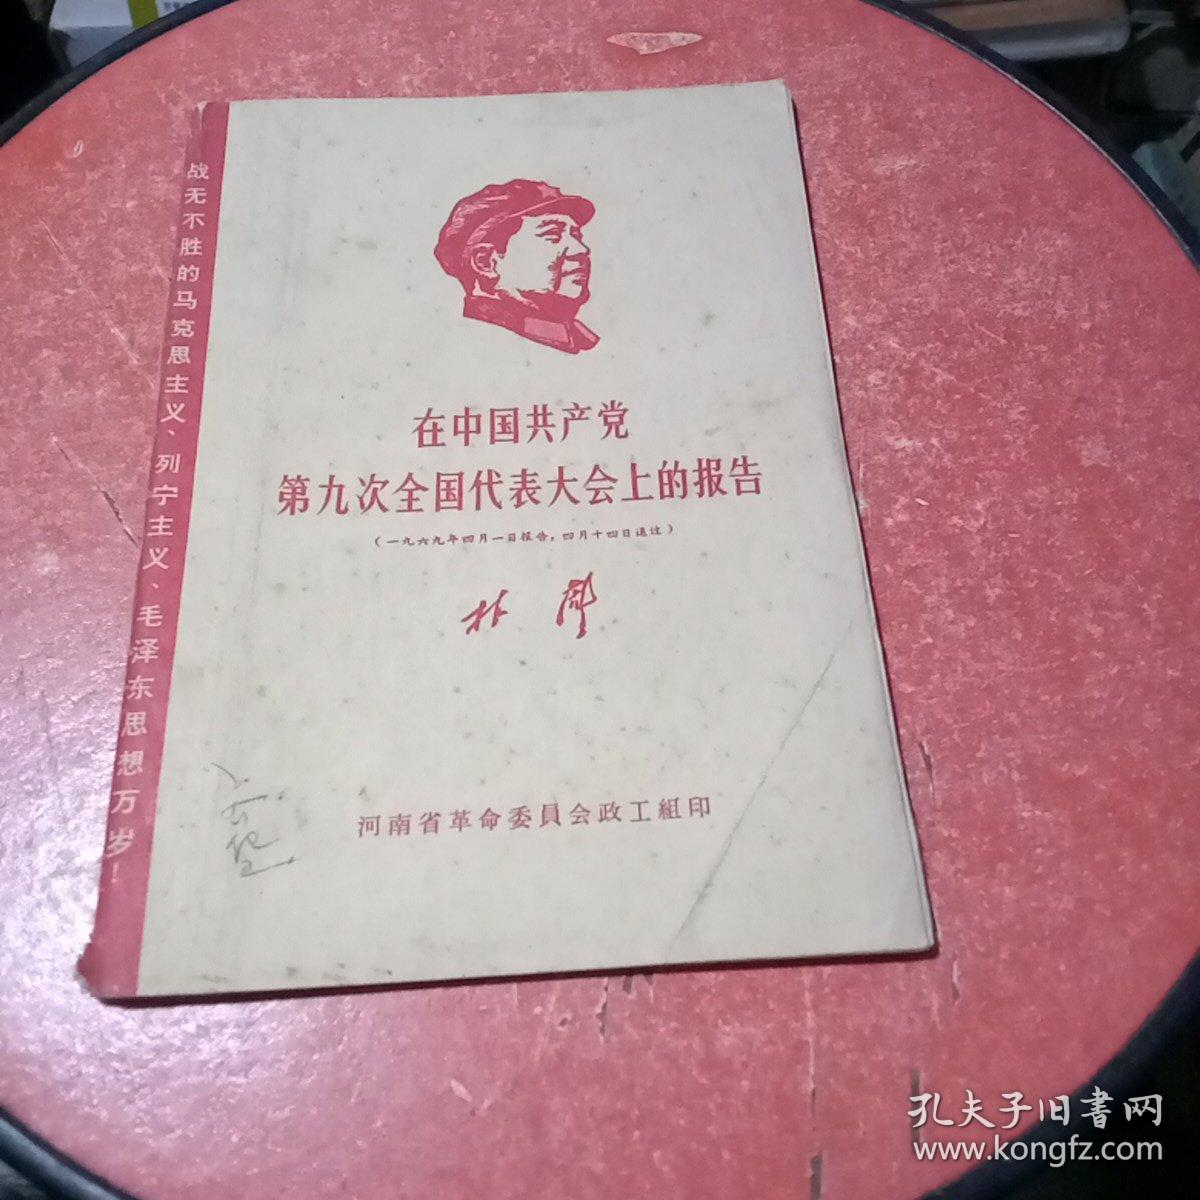 战无不胜的马克思主义、列宁主义、毛泽东思想万岁！
在中国共产党
第九次全国代表大会上的报告
（一九六九年四月一日报告，四月十四日通过）
林彪
河南省革命委員会政工組印
孔夫子旧書网
www.kongfz.com